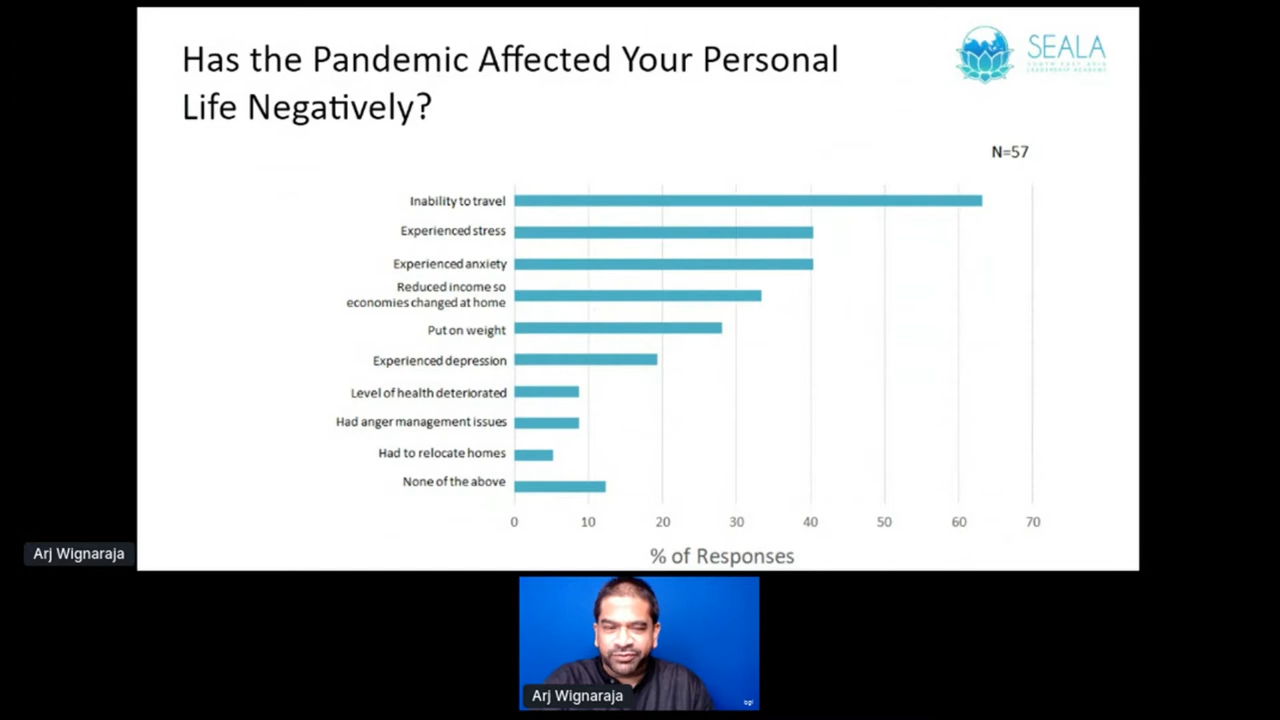 Has the Pandemic Affected Your Personal
Life Negatively?
SEALA
SOUTH EAST ASIA
LEADERSHIP ACADEMY
N=57
Inability to travel
Experienced stress
Experienced anxiety
Reduced income so
economies changed at home
Put on weight
Experienced depression
Level of health deteriorated
Had anger management issues
Had to relocate homes
None of the above
0 10 20 30 40 50 60 70
% of Responses
Arj Wignaraja
Arj Wignaraja